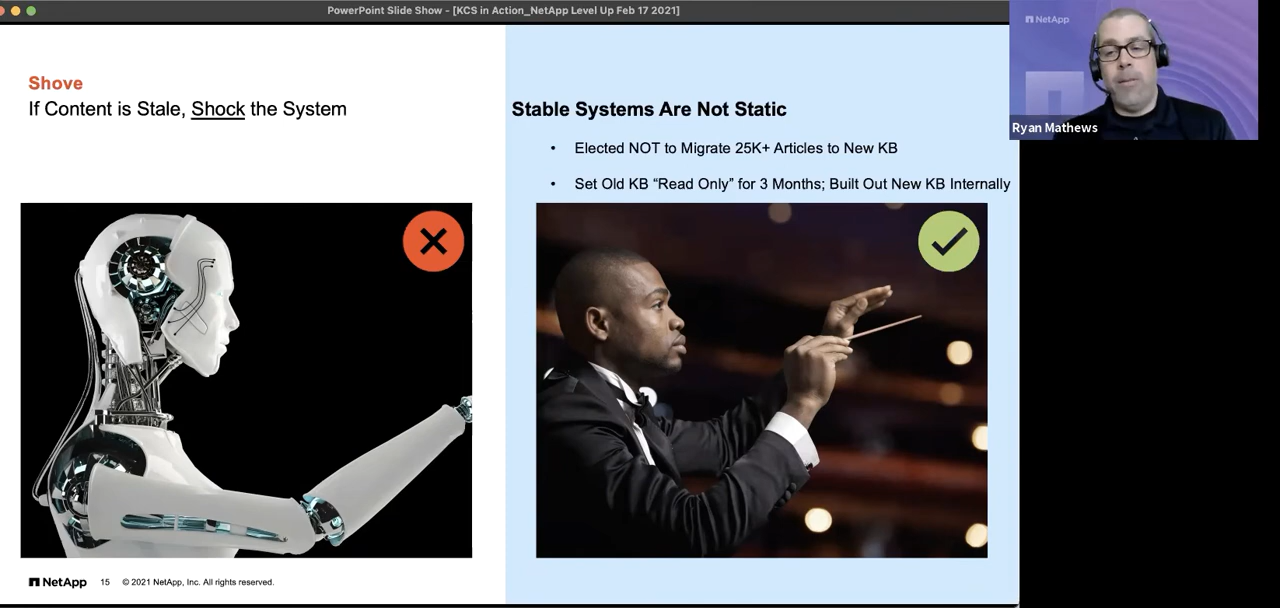 PowerPoint Slide Show - [KCS in Action_NetApp Level Up Feb 17 2021]
Shove
If Content is Stale, Shock the System
Stable Systems Are Not Static
• Elected NOT to Migrate 25K+ Articles to New KB
• Set Old KB “Read Only” for 3 Months; Built Out New KB Internally
NetApp
Ryan Mathews
NetApp 15 © 2021 NetApp, Inc. All rights reserved.